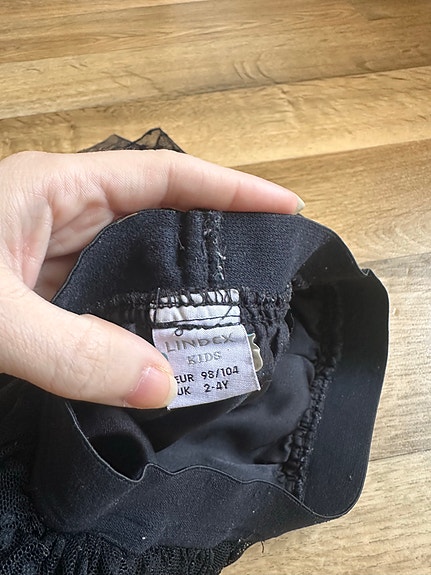 LINDEX
KIDS
EUR 98/104
UK 2-4Y